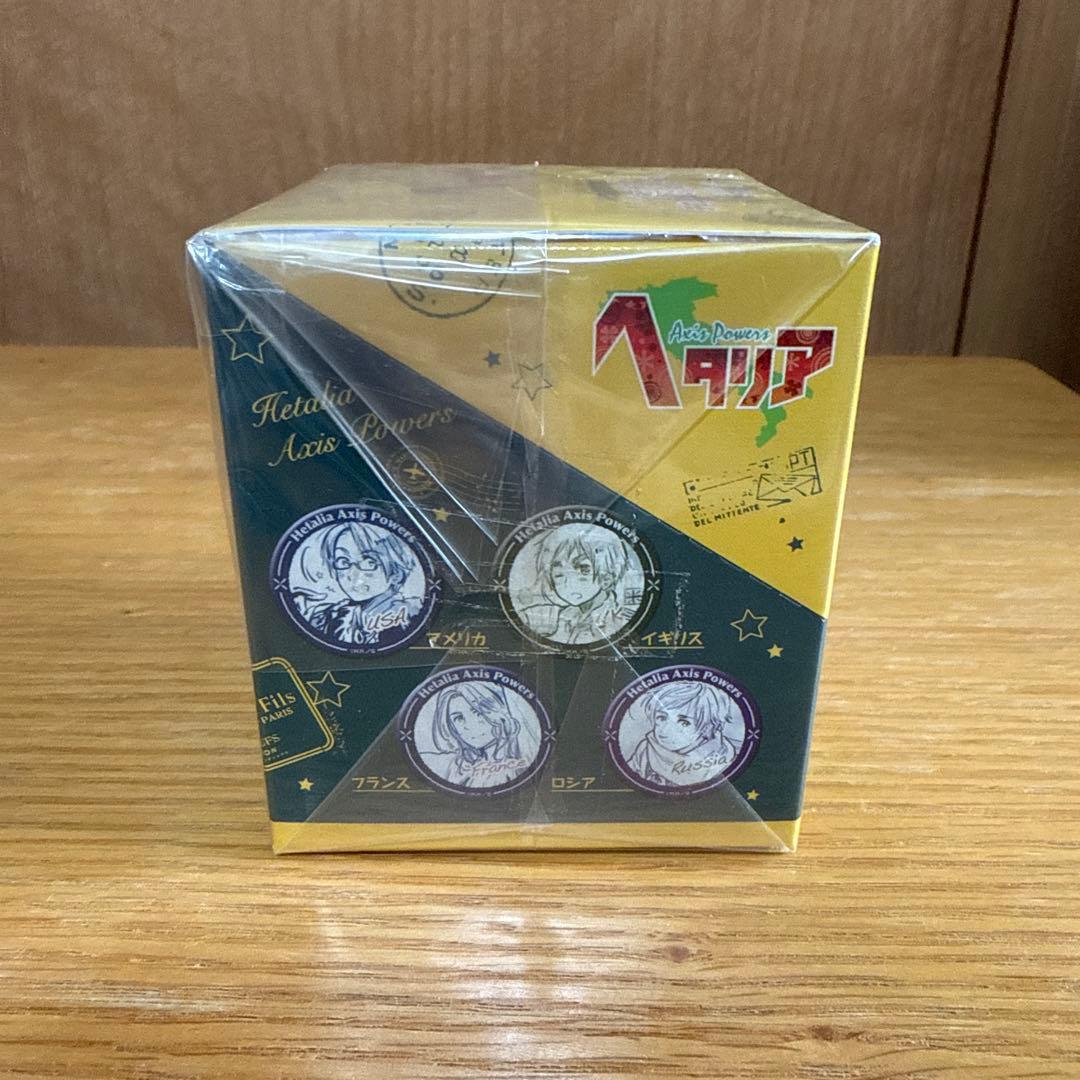 Axis Powers
ヘタリア
Hetalia
Axis Powers
PT
DEL MITTENTE
Hetalia Axis Powers
USA
アメリカ
Hetalia Axis Powers
イギリス
Fils
PARIS
Hetalia Axis Powers
France
フランス
Hetalia Axis Powers
Russia
ロシア